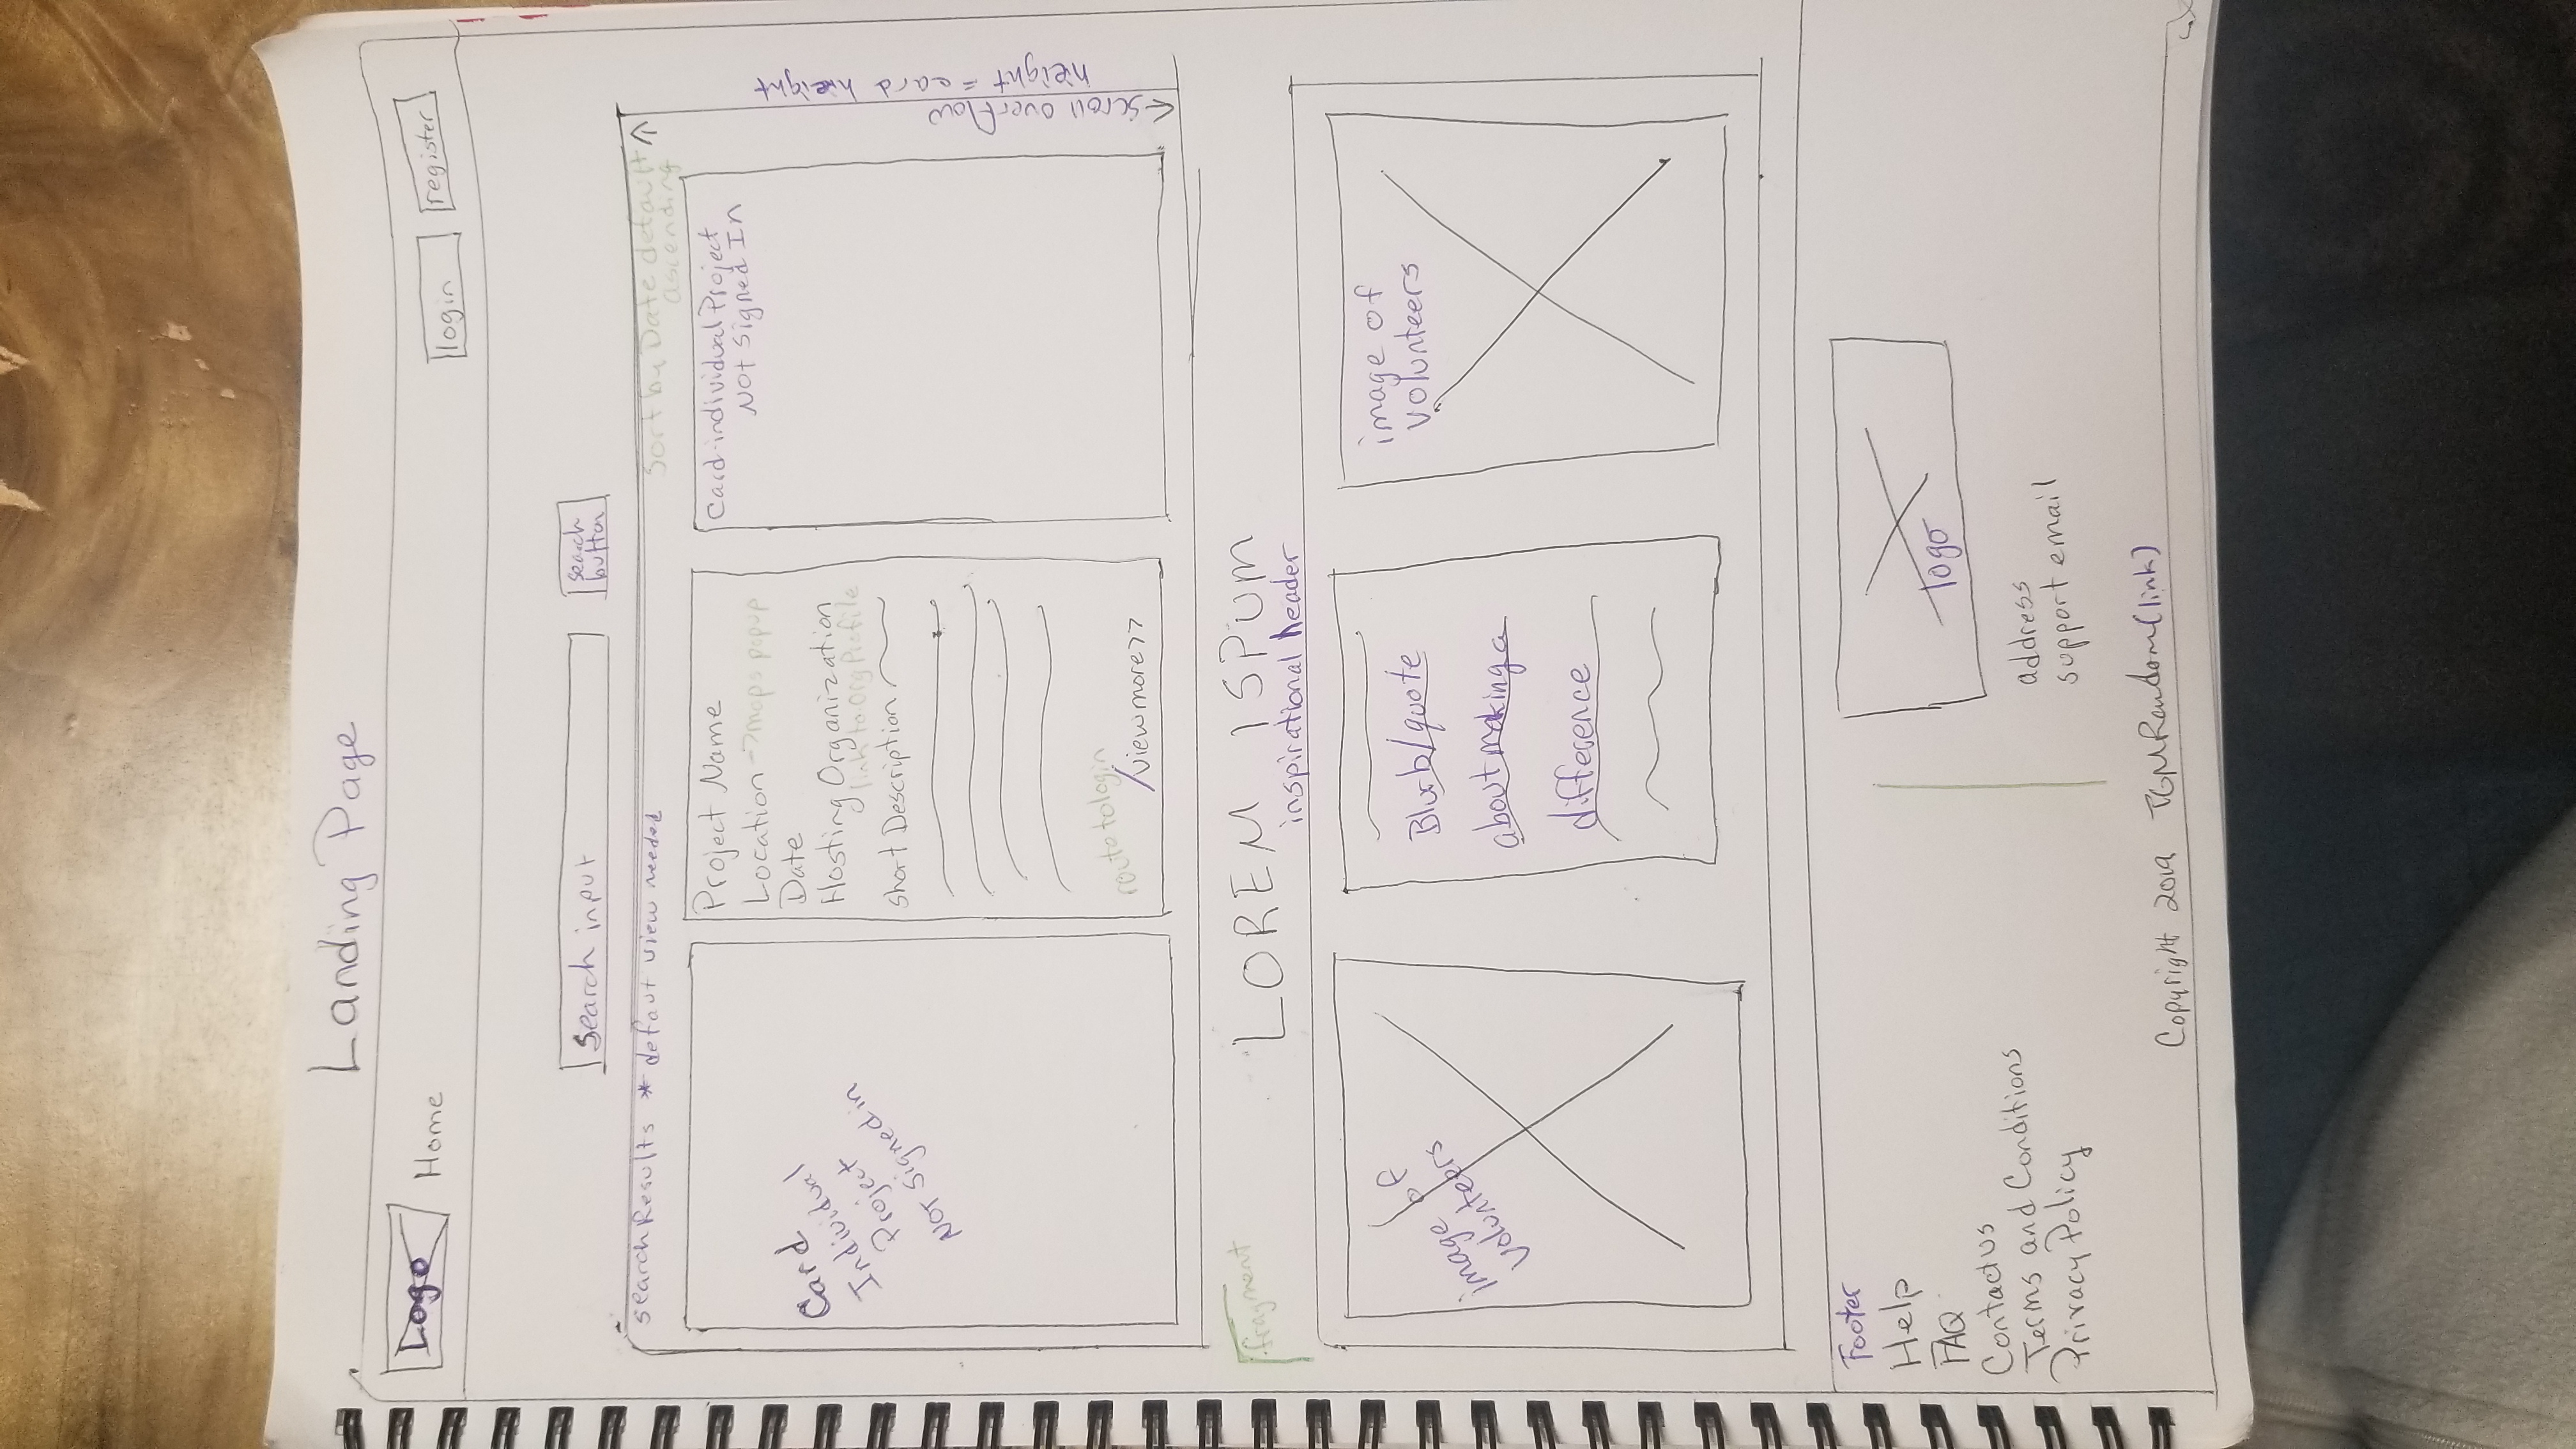 Landing Page
Logo
Home
login
register
search input
search
button
searchResults * defaut view needed
Sort by Date default
ascending
Card
Individual
Project
NOT Signed in
Project Name
Location -> maps popup
Date
Hosting Organization
link to Org Profile
short Description
route to login
/view more >>
Card-individual Project
NOT Signed In
<- scroll overflow ->
height = card hieight
fragment
LOREM ISPUM
inspirational header
image of
volunteers
Blurb/quote
about making a
difference
image of
volunteers
Footer
Help
FAQ
Contact us
Terms and Conditions
Privacy Policy
logo
address
support email
Copyright 2019 TGMRandom (link)